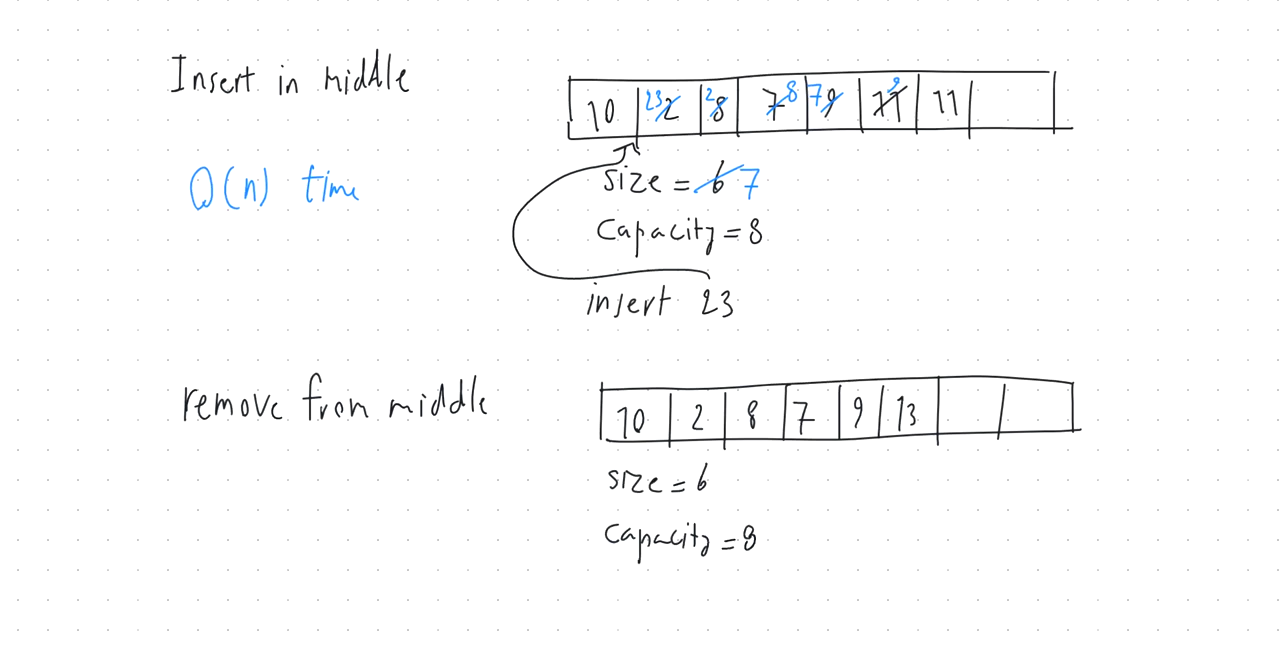 Insert in middle
10 23 2 2 8 7 8 7 9 11 9 11
O(n) time
size = 6 7
Capacity = 8
insert 23
remove from middle
10 2 8 7 9 13
size = 6
Capacity = 8